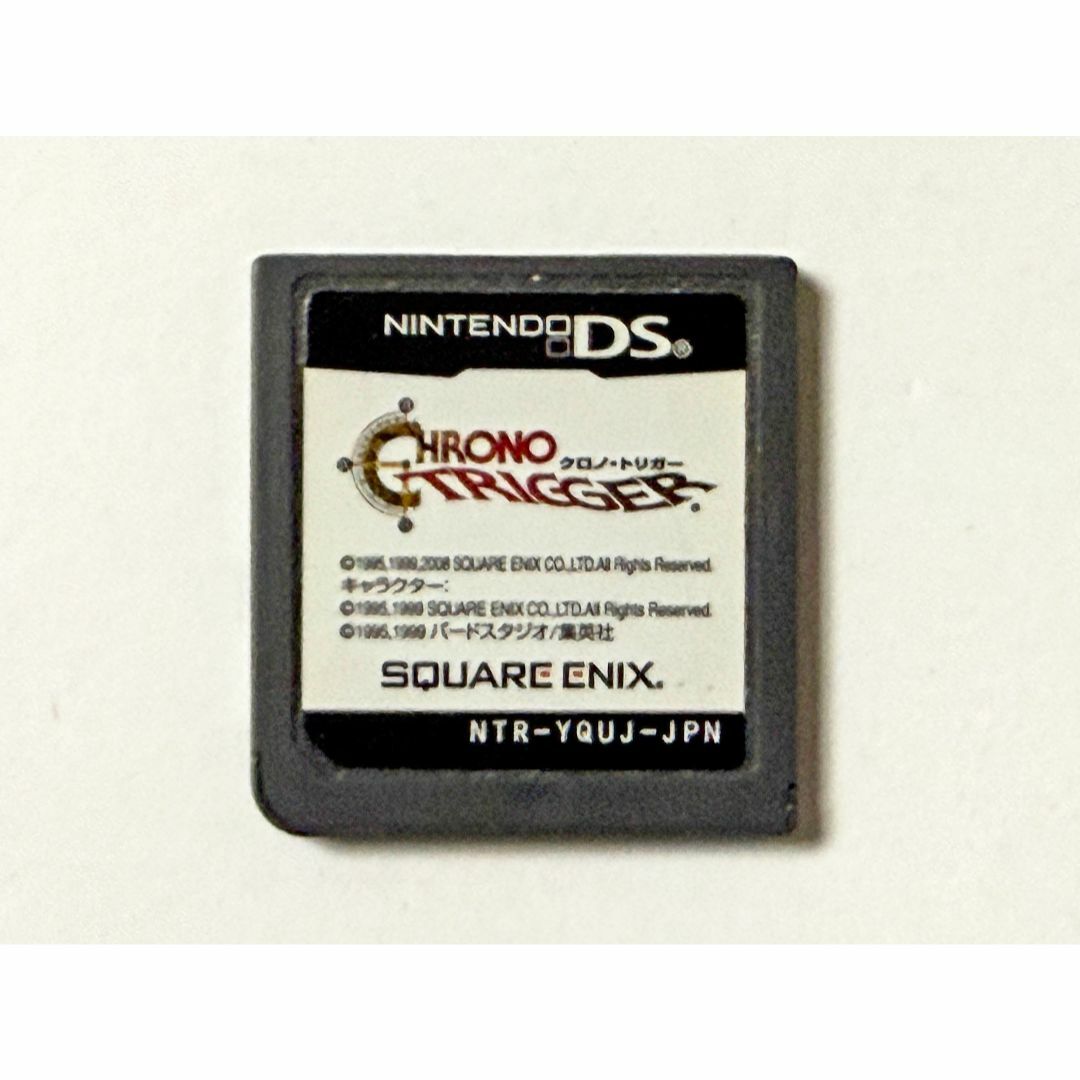 NINTENDO DS®
CHRONO
クロノ・トリガー
TRIGGER
©1995,1999,2008 SQUARE ENIX CO.,LTD.All Rights Reserved.
キャラクター:
©1995,1999 SQUARE ENIX CO.,LTD.All Rights Reserved.
©1995,1999 バードスタジオ/集英社
SQUARE ENIX.
NTR-YQUJ-JPN